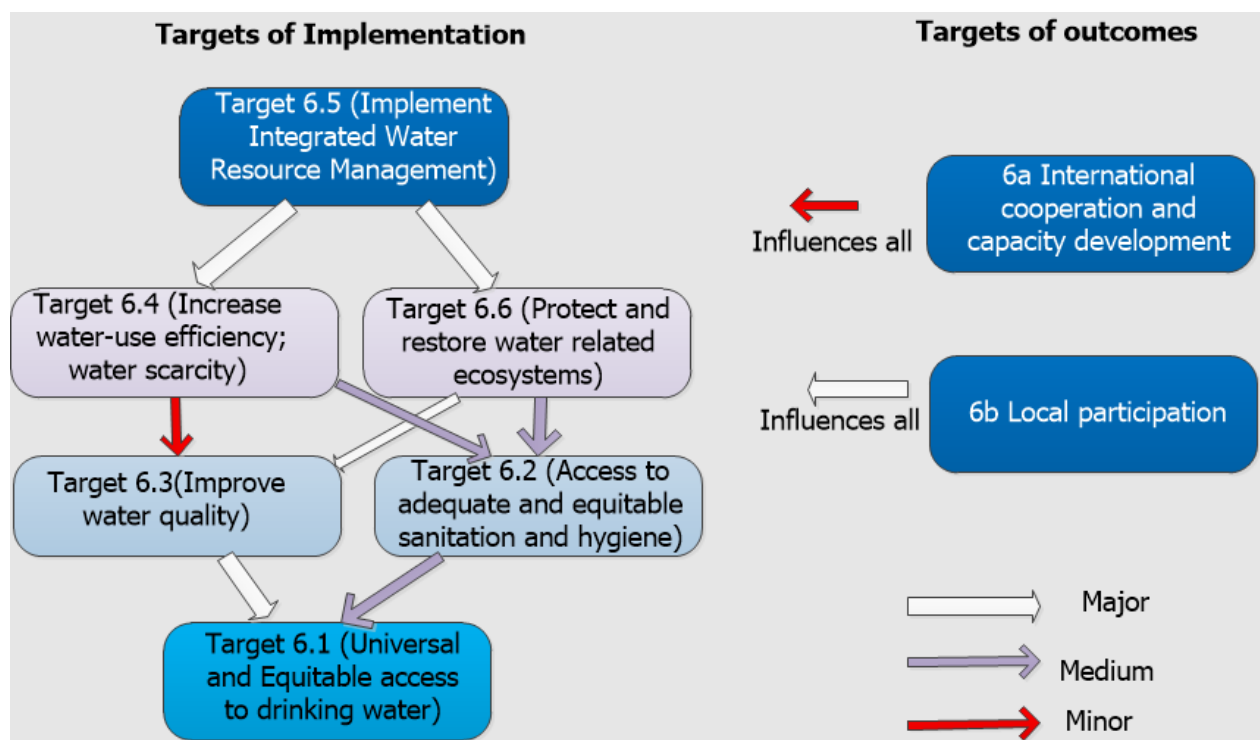 Targets of Implementation
Target 6.5 (Implement
Integrated Water
Resource Management)
Target 6.4 (Increase
water-use efficiency;
water scarcity)
Target 6.6 (Protect and
restore water related
ecosystems)
Target 6.3(Improve
water quality)
Target 6.2 (Access to
adequate and equitable
sanitation and hygiene)
Target 6.1 (Universal
and Equitable access
to drinking water)
Targets of outcomes
6a International
cooperation and
capacity development
Influences all
6b Local participation
Influences all
Major
Medium
Minor